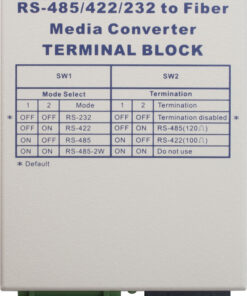 RS-485/422/232 to Fiber
Media Converter
TERMINAL BLOCK
SW1 SW2
Mode Select Termination
1 2 Mode 1 2 Termination
* OFF OFF RS-232 OFF OFF Termination disabled *
OFF ON RS-422 OFF ON RS-485(120Ω)
ON OFF RS-485 ON OFF RS-422(100Ω)
ON ON RS-485-2W ON ON Do not use
* Default